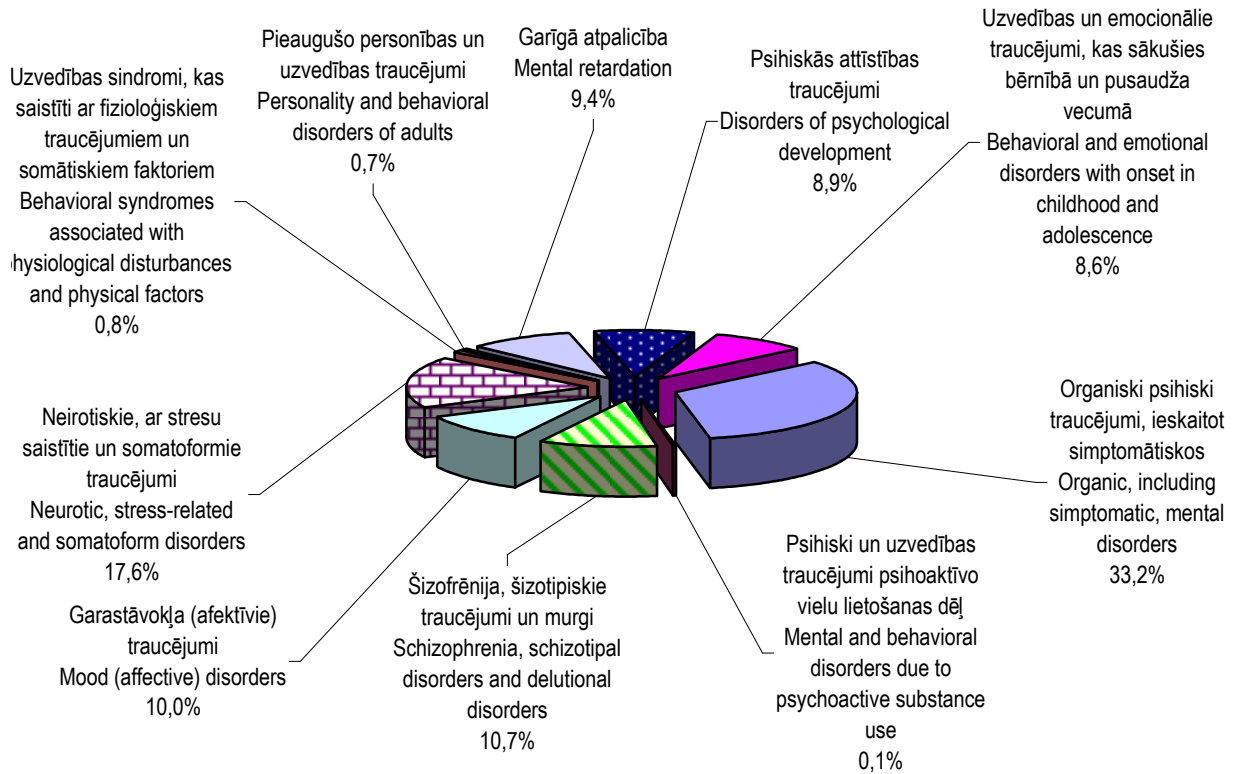 Uzvedības sindromi, kas
saistīti ar fizioloģiskiem
traucējumiem un
somātiskiem faktoriem
Behavioral syndromes
associated with
hysiological disturbances
and physical factors
0,8%
Pieaugušo personības un
uzvedības traucējumi
Personality and behavioral
disorders of adults
0,7%
Garīgā atpalicība
Mental retardation
9,4%
Psihiskās attīstības
traucējumi
Disorders of psychological
development
8,9%
Uzvedības un emocionālie
traucējumi, kas sākušies
bērnībā un pusaudža
vecumā
Behavioral and emotional
disorders with onset in
childhood and
adolescence
8,6%
Organiski psihiski
traucējumi, ieskaitot
simptomātiskos
Organic, including
simptomatic, mental
disorders
33,2%
Psihiski un uzvedības
traucējumi psihoaktīvo
vielu lietošanas dēļ
Mental and behavioral
disorders due to
psychoactive substance
use
0,1%
Šizofrēnija, šizotipiskie
traucējumi un murgi
Schizophrenia, schizotipal
disorders and delutional
disorders
10,7%
Garastāvokļa (afektīvie)
traucējumi
Mood (affective) disorders
10,0%
Neirotiskie, ar stresu
saistītie un somatoformie
traucējumi
Neurotic, stress-related
and somatoform disorders
17,6%